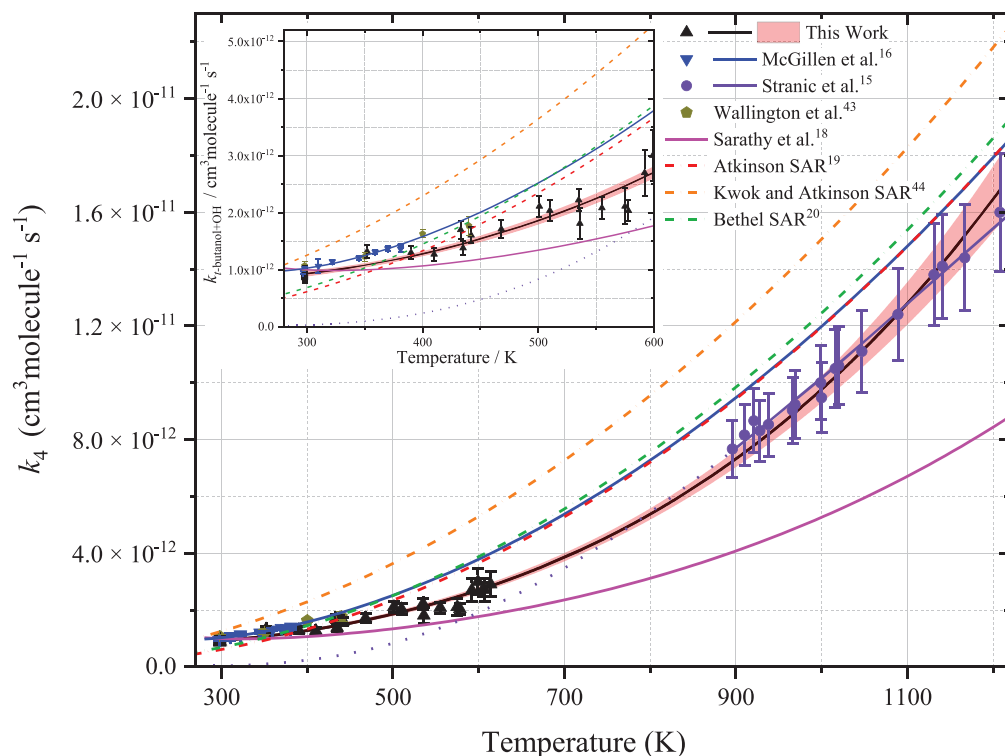 This Work
McGillen et al.16
Stranic et al.15
Wallington et al.43
Sarathy et al.18
Atkinson SAR19
Kwok and Atkinson SAR44
Bethel SAR20
5.0x10-12
4.0x10-12
3.0x10-12
2.0x10-12
1.0x10-12
0.0
300 400 500 600
Temperature / K
kt-butanol+OH / cm3molecule-1 s-1
2.0 × 10-11
1.6 × 10-11
1.2 × 10-11
8.0 × 10-12
4.0 × 10-12
0.0
k4 (cm3molecule-1 s-1)
300 500 700 900 1100
Temperature (K)